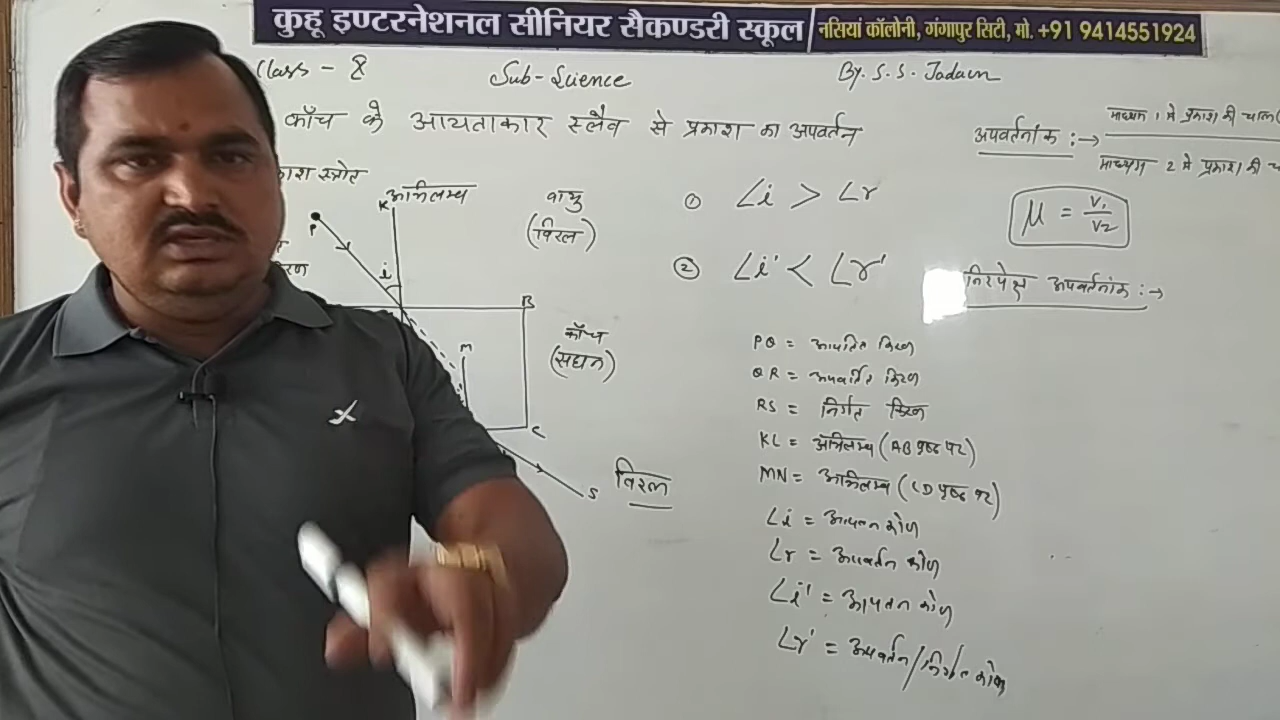 कुहू इण्टरनेशनल सीनियर सैकण्डरी स्कूल नसियां कॉलोनी, गंगापुर सिटी, मो. +91 9414551924
Class - 8 Sub-Science By. S. S. Jadaun
कॉंच के आयताकार स्लैब से प्रकाश का अपवर्तन
अपवर्तनांक :→ माध्यम 1 में प्रकाश की चाल(
माध्यम 2 में प्रकाश की च
स्त्रोत
K अभिलम्ब वायु
(विरल)
P
i
① ∠i > ∠r
② ∠i' < ∠r'
μ = V1/V2
निरपेक्ष अपवर्तनांक :→
B
M
कॉंच
(सघन)
C
S
विरल
PQ = आपतित किरण
QR = अपवर्तित किरण
RS = निर्गत किरण
KL = अभिलम्ब (AB पृष्ठ पर)
MN = अभिलम्ब (CD पृष्ठ पर)
∠i = आपतन कोण
∠r = अपवर्तन कोण
∠i' = आपतन कोण
∠r' = अपवर्तन/निर्गत कोण